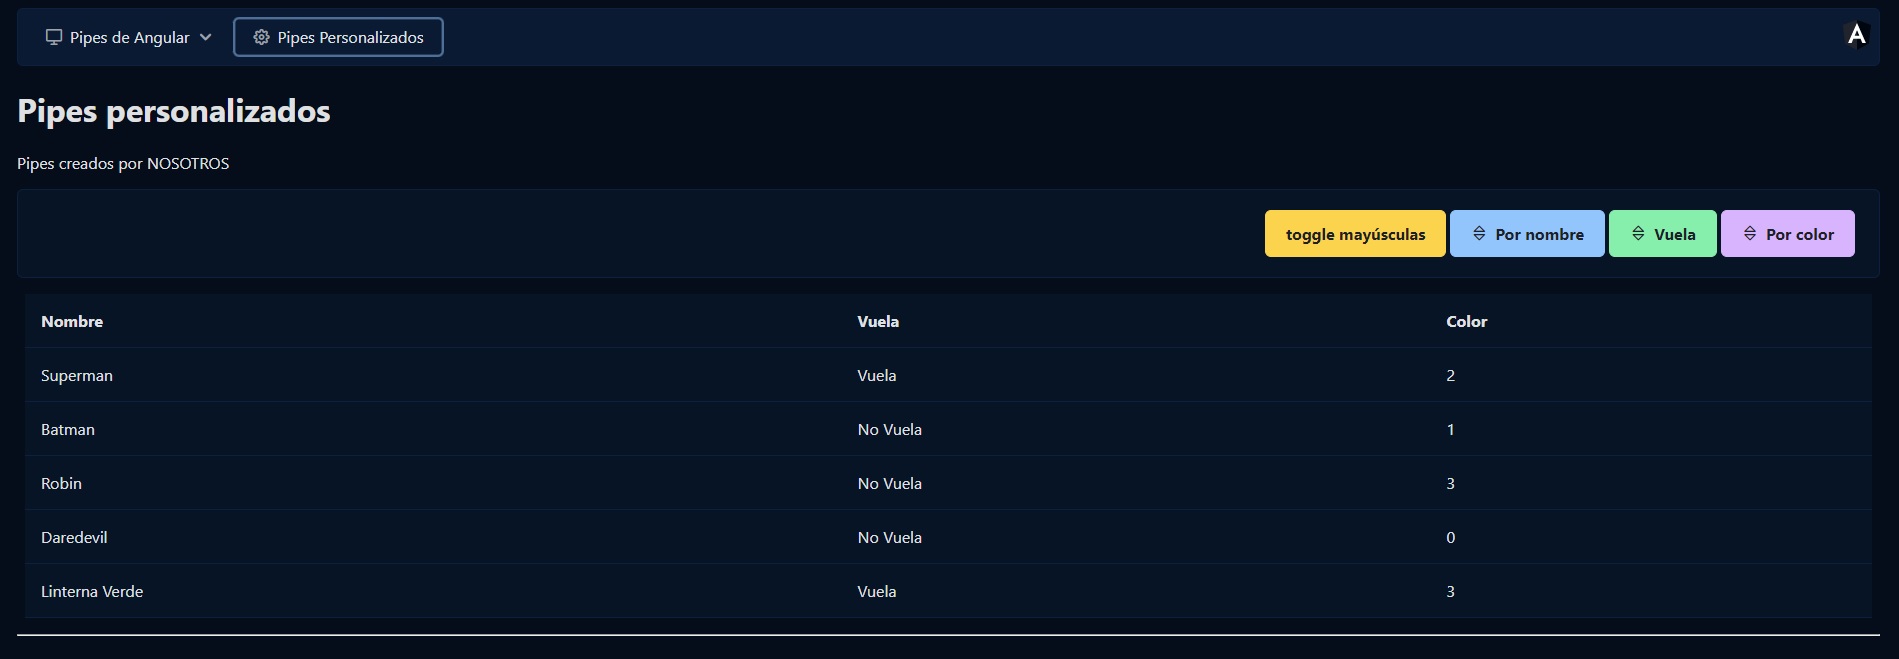 Pipes de Angular Pipes Personalizados
Pipes personalizados
Pipes creados por NOSOTROS
toggle mayúsculas Por nombre Vuela Por color
Nombre Vuela Color
Superman Vuela 2
Batman No Vuela 1
Robin No Vuela 3
Daredevil No Vuela 0
Linterna Verde Vuela 3